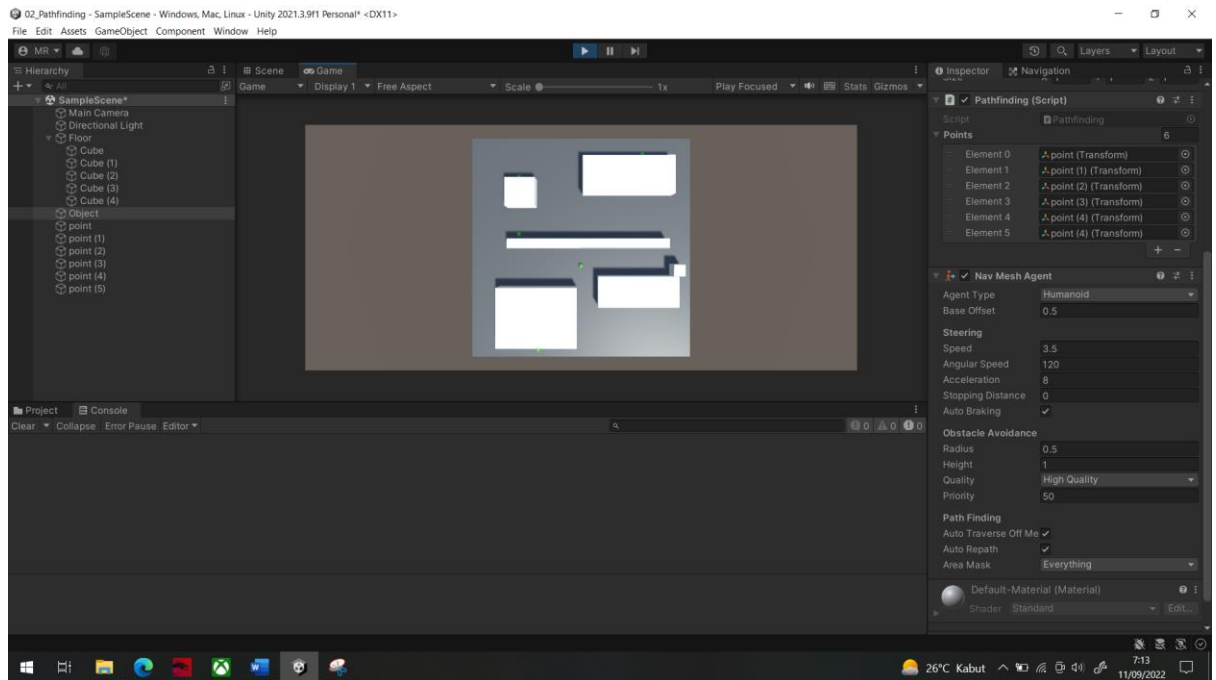 02_Pathfinding - SampleScene - Windows, Mac, Linux - Unity 2021.3.9f1 Personal* <DX11>
File Edit Assets GameObject Component Window Help
MR
Layers Layout
Hierarchy
All
SampleScene*
Main Camera
Directional Light
Floor
Cube
Cube (1)
Cube (2)
Cube (3)
Cube (4)
Object
point
point (1)
point (2)
point (3)
point (4)
point (5)
Scene Game
Game Display 1 Free Aspect Scale 1x Play Focused Stats Gizmos
Project Console
Clear Collapse Error Pause Editor 0 0 0
Inspector Navigation
Pathfinding (Script)
Script Pathfinding
Points 6
Element 0 point (Transform)
Element 1 point (1) (Transform)
Element 2 point (2) (Transform)
Element 3 point (3) (Transform)
Element 4 point (4) (Transform)
Element 5 point (4) (Transform)
+ -
Nav Mesh Agent
Agent Type Humanoid
Base Offset 0.5
Steering
Speed 3.5
Angular Speed 120
Acceleration 8
Stopping Distance 0
Auto Braking
Obstacle Avoidance
Radius 0.5
Height 1
Quality High Quality
Priority 50
Path Finding
Auto Traverse Off Me
Auto Repath
Area Mask Everything
Default-Material (Material)
Shader Standard Edit...
26°C Kabut
7:13
11/09/2022